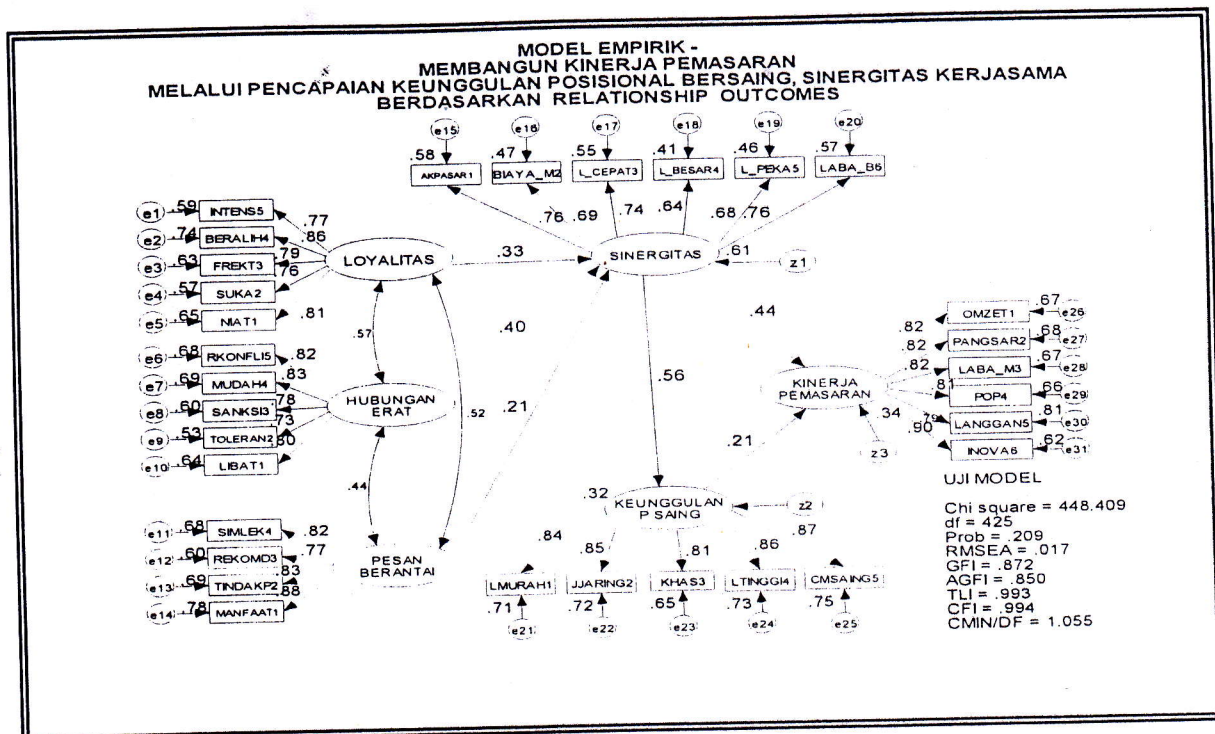 MODEL EMPIRIK -
MEMBANGUN KINERJA PEMASARAN
MELALUI PENCAPAIAN KEUNGGULAN POSISIONAL BERSAING, SINERGITAS KERJASAMA
BERDASARKAN RELATIONSHIP OUTCOMES
e15 e16 e17 e18 e19 e20
.58 .47 .55 .41 .46 .57
AKPASAR1 BIAYA_M2 L_CEPAT3 L_BESAR4 L_PEKA5 LABA_B6
.76 .69 .74 .64 .68 .76
e1 .59 INTENS5 .77
e2 .74 BERALIH4 .86
e3 .63 FREKT3 .79
e4 .57 SUKA2 .76
e5 .65 NIAT1 .81
LOYALITAS
.33
SINERGITAS
.61
z1
.57
.40
.44
e6 .68 RKONFLI5 .82
e7 .69 MUDAH4 .83
e8 .60 SANKSI3 .78
e9 .53 TOLERAN2 .73
e10 .64 LIBAT1 .80
HUBUNGAN
ERAT
.52
.21
.56
.44
e11 .68 SIMLEK4 .82
e12 .60 REKOMD3 .77
e13 .69 TINDAKP2 .83
e14 .78 MANFAAT1 .88
PESAN
BERANTAI
KINERJA
PEMASARAN
.34
z3
.21
.82 OMZET1 .67 e26
.82 PANGSAR2 .68 e27
.82 LABA_M3 .67 e28
.81 POP4 .66 e29
.79 LANGGAN5 .81 e30
.90 INOVA6 .62 e31
.32
KEUNGGULAN
P SAING
z2
.84 .85 .81 .86 .87
LMURAH1 JJARING2 KHAS3 LTINGGI4 CMSAING5
.71 .72 .65 .73 .75
e21 e22 e23 e24 e25
UJI MODEL
Chi square = 448.409
df = 425
Prob = .209
RMSEA = .017
GFI = .872
AGFI = .850
TLI = .993
CFI = .994
CMIN/DF = 1.055